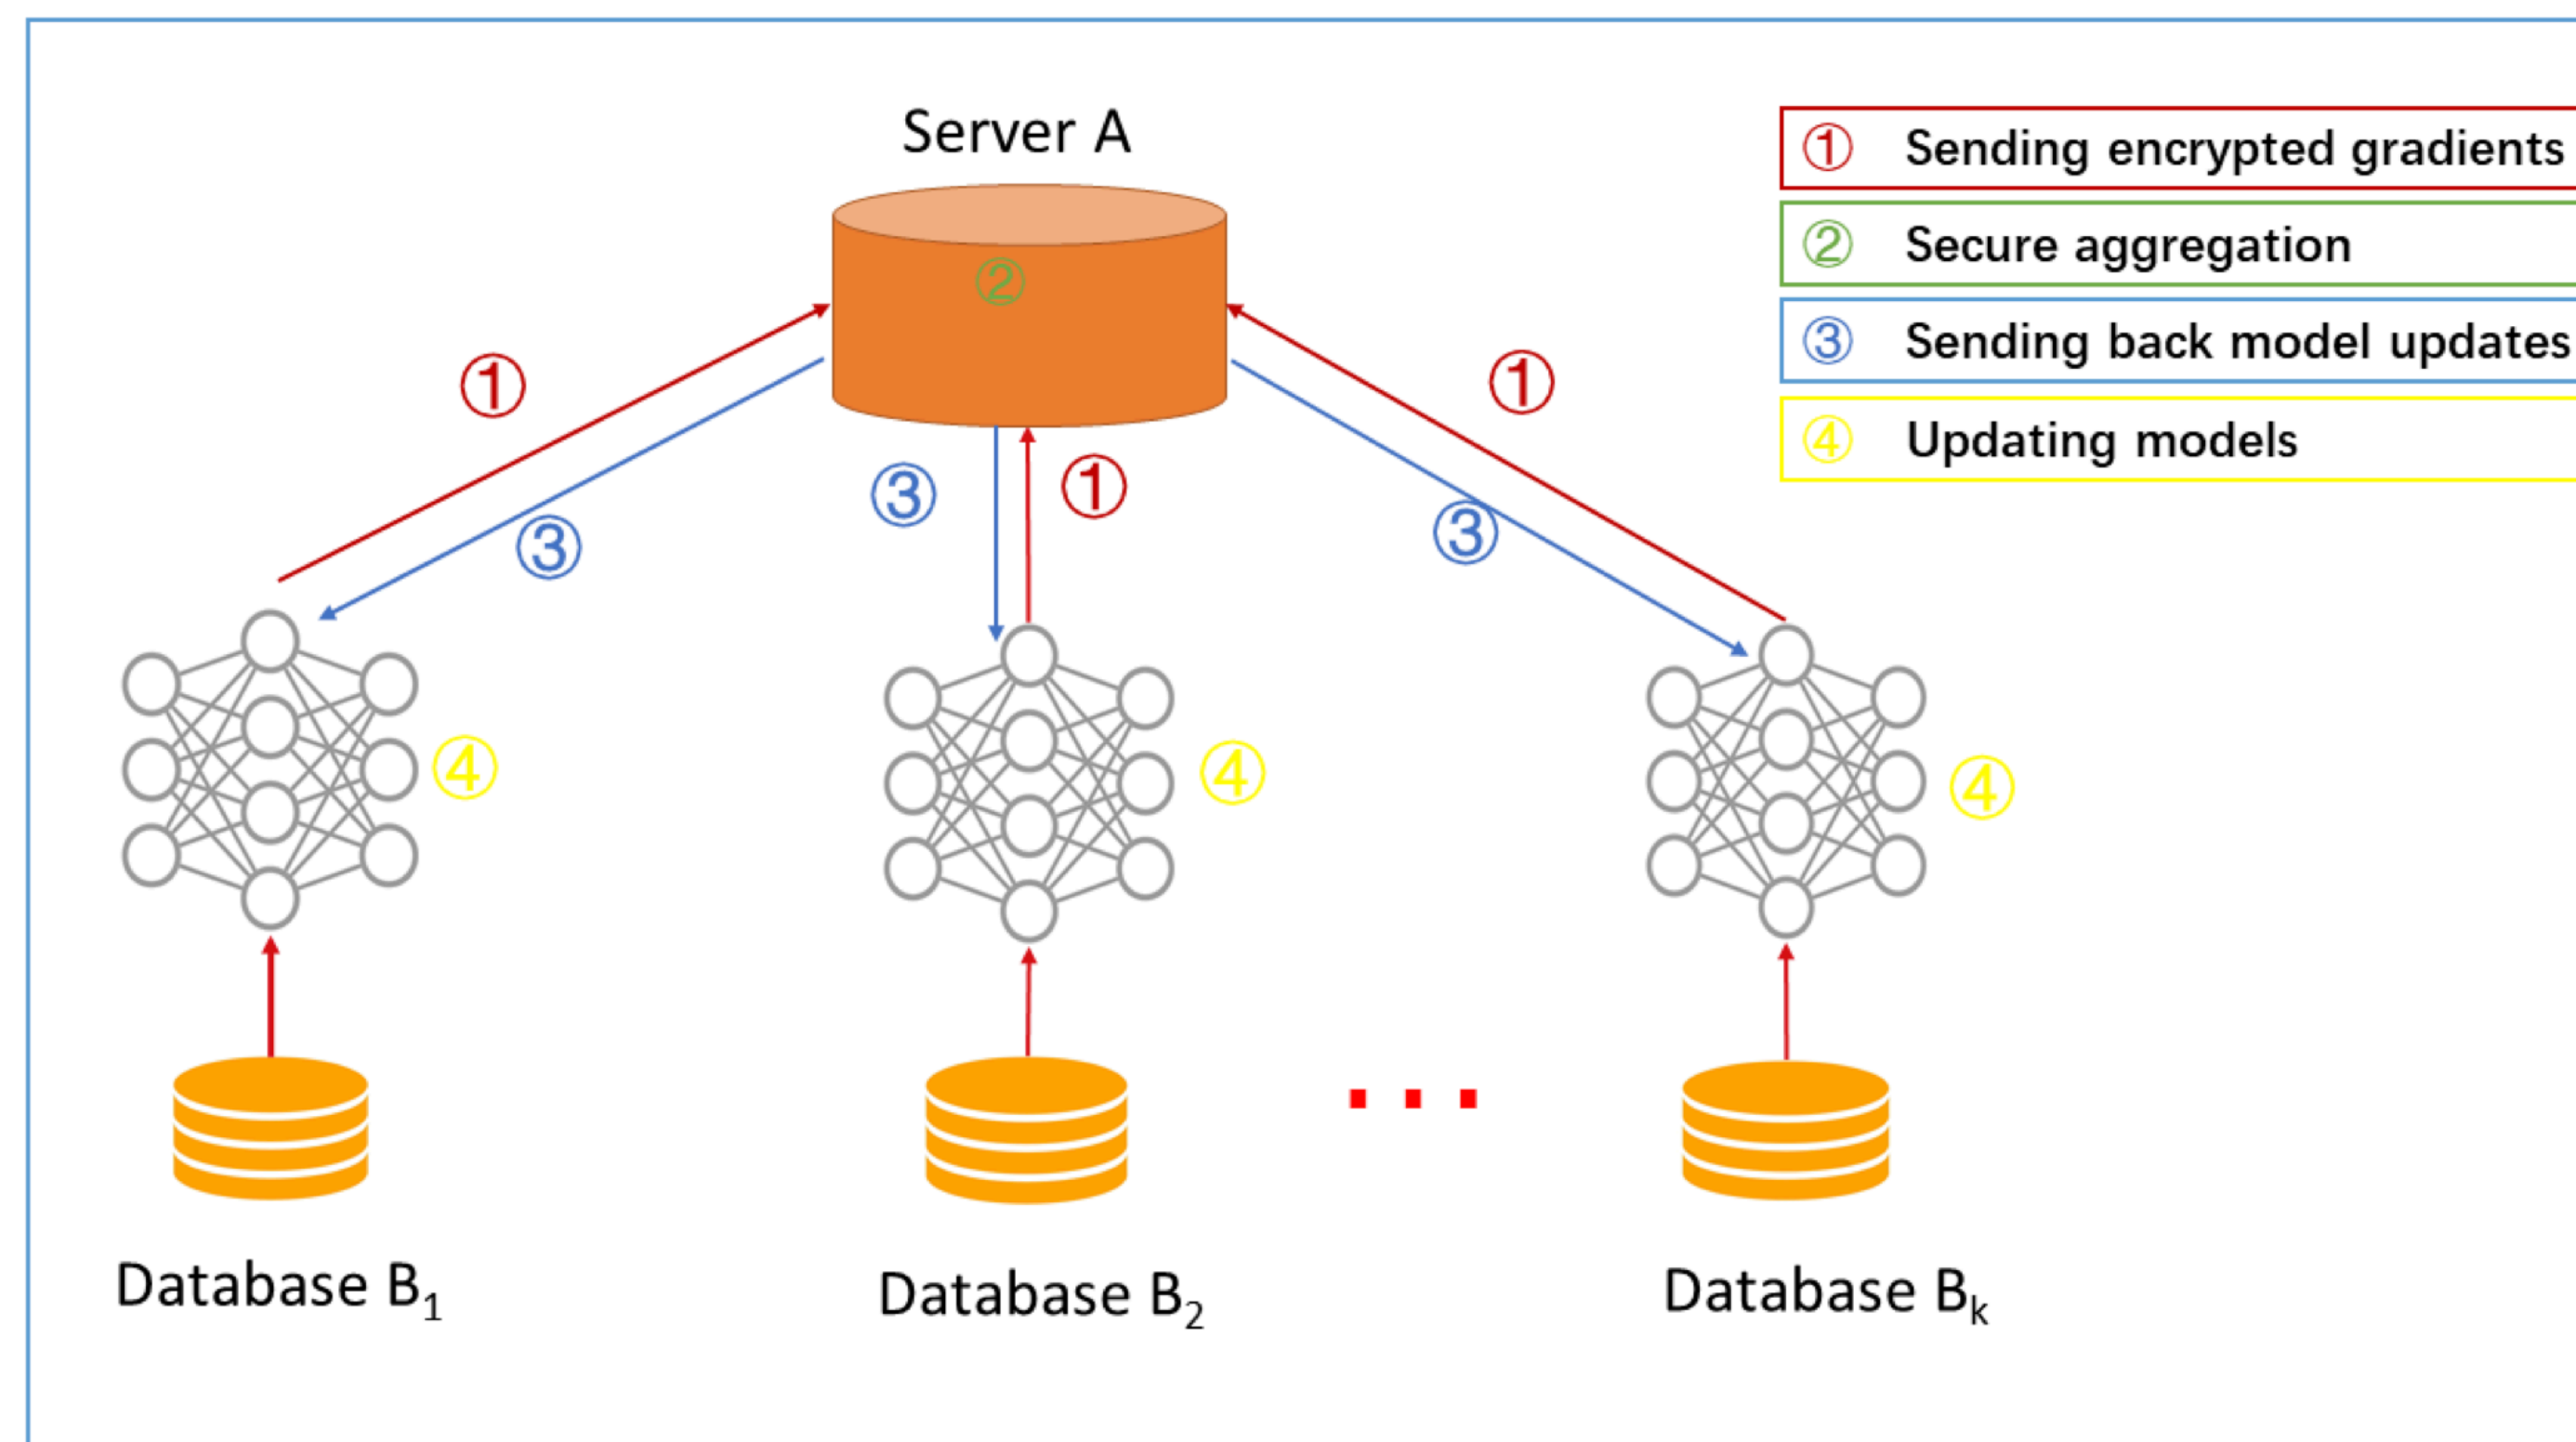 Server A
① Sending encrypted gradients
② Secure aggregation
③ Sending back model updates
④ Updating models
②
① ①
③ ① ③
③
④ ④ ④
...
Database B₁ Database B₂ Database Bₖ